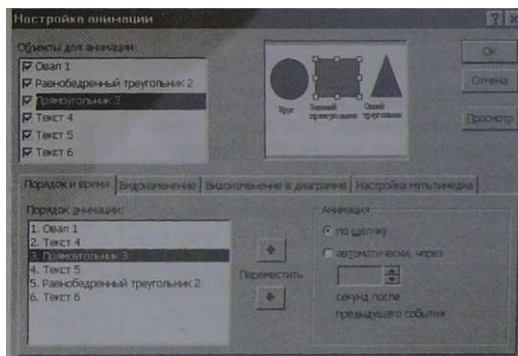 Настройка анимации
Объекты для анимации:
Овал 1
Равнобедренный треугольник 2
Прямоугольник 3
Текст 4
Текст 5
Текст 6
Круг
Синий треугольник
Ок
Отмена
Просмотр
Порядок и время
Видоизменение
Видоизменение в диаграмме
Настройка мультимедиа
Порядок анимации:
1. Овал 1
2. Текст 4
3. Прямоугольник 3
4. Текст 5
5. Равнобедренный треугольник 2
6. Текст 6
Переместить
Анимация
по щелчку
автоматически, через
секунд после
предыдущего события